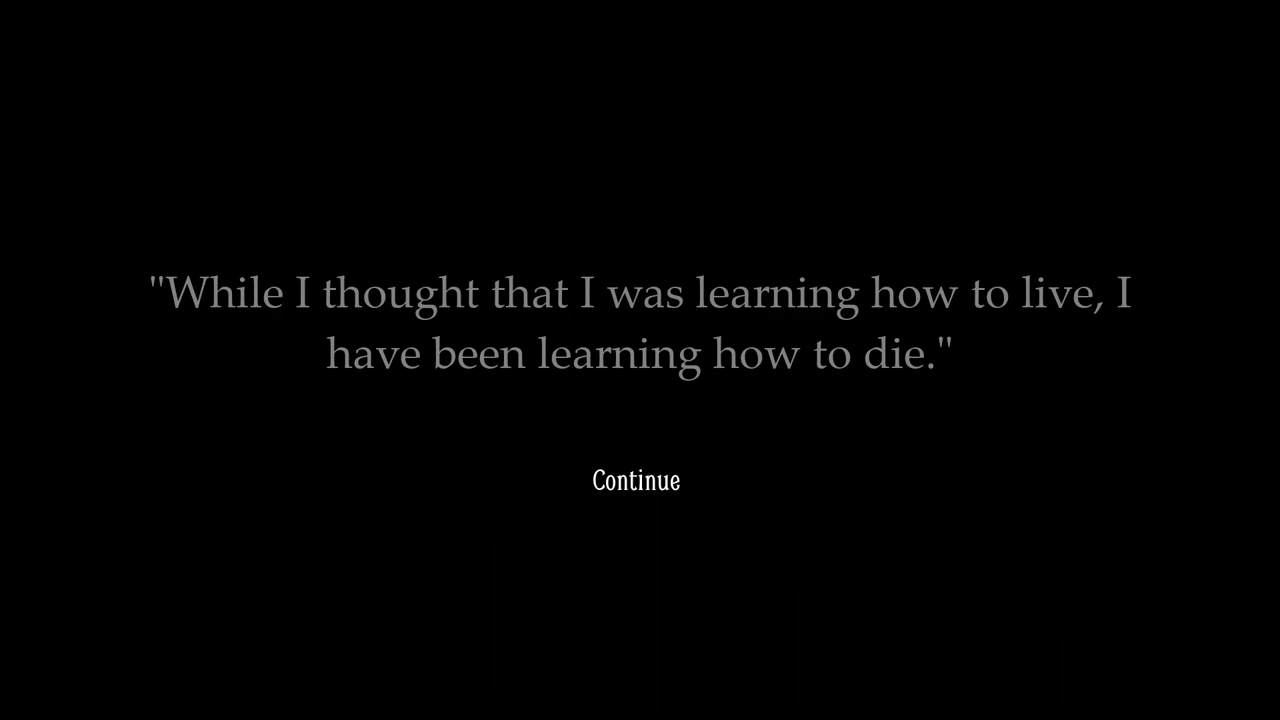 "While I thought that I was learning how to live, I
have been learning how to die."
Continue